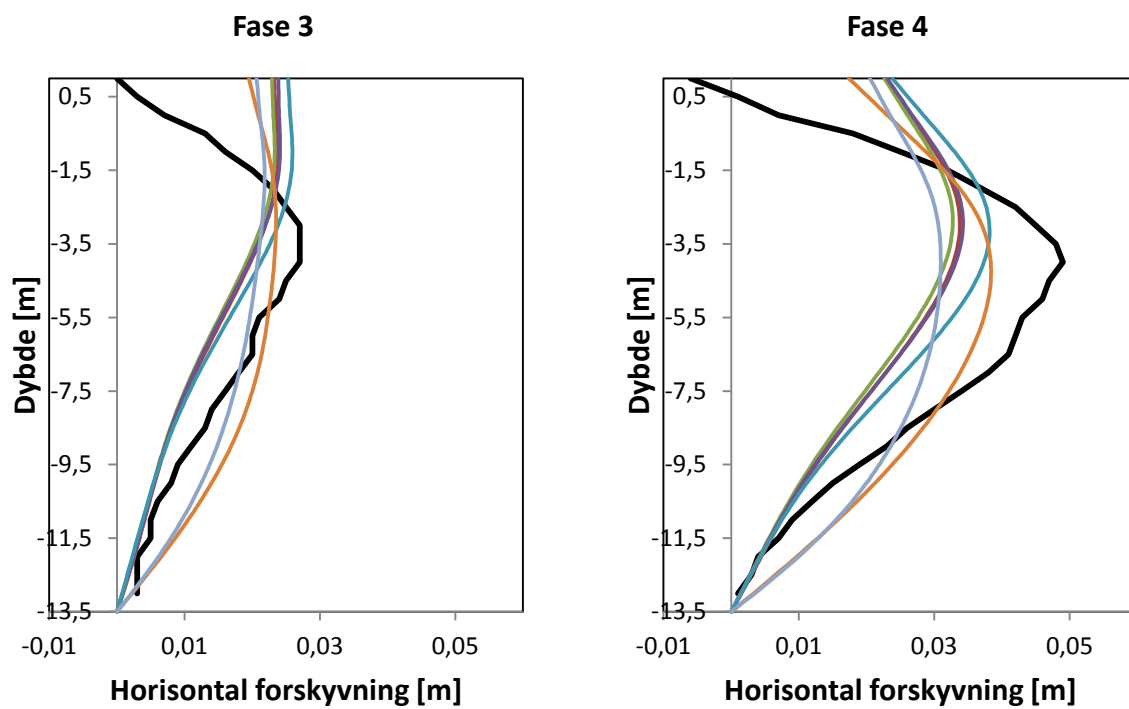 Fase 3
0,5
-1,5
-3,5
-5,5
-7,5
-9,5
-11,5
-13,5
-0,01 0,01 0,03 0,05
Dybde [m]
Horisontal forskyvning [m]
Fase 4
0,5
-1,5
-3,5
-5,5
-7,5
-9,5
-11,5
-13,5
-0,01 0,01 0,03 0,05
Dybde [m]
Horisontal forskyvning [m]